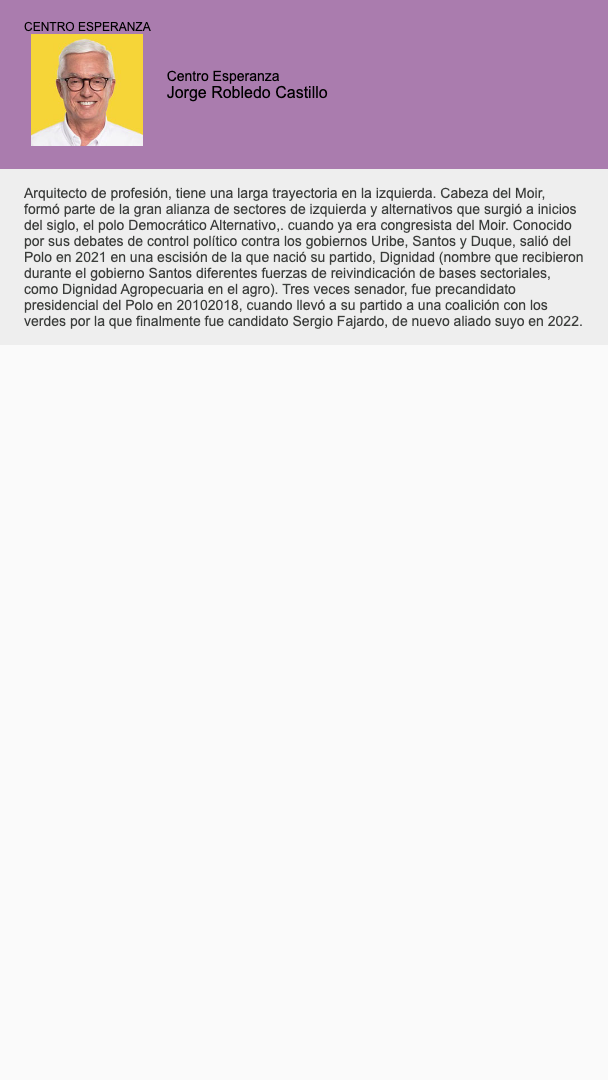 CENTRO ESPERANZA
Centro Esperanza
Jorge Robledo Castillo
Arquitecto de profesión, tiene una larga trayectoria en la izquierda. Cabeza del Moir,
formó parte de la gran alianza de sectores de izquierda y alternativos que surgió a inicios
del siglo, el polo Democrático Alternativo,. cuando ya era congresista del Moir. Conocido
por sus debates de control político contra los gobiernos Uribe, Santos y Duque, salió del
Polo en 2021 en una escisión de la que nació su partido, Dignidad (nombre que recibieron
durante el gobierno Santos diferentes fuerzas de reivindicación de bases sectoriales,
como Dignidad Agropecuaria en el agro). Tres veces senador, fue precandidato
presidencial del Polo en 20102018, cuando llevó a su partido a una coalición con los
verdes por la que finalmente fue candidato Sergio Fajardo, de nuevo aliado suyo en 2022.